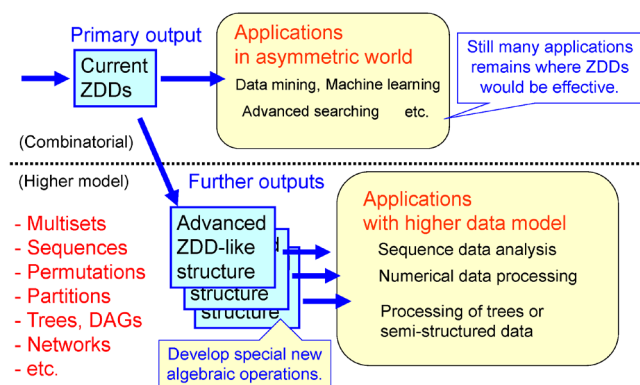 Primary output
Current
ZDDs
Applications
in asymmetric world
Data mining, Machine learning
Advanced searching etc.
Still many applications
remains where ZDDs
would be effective.
(Combinatorial)
(Higher model)
Further outputs
- Multisets
- Sequences
- Permutations
- Partitions
- Trees, DAGs
- Networks
- etc.
Advanced
ZDD-like
structure
d
structure
structure
Develop special new
algebraic operations.
Applications
with higher data model
Sequence data analysis
Numerical data processing
Processing of trees or
semi-structured data